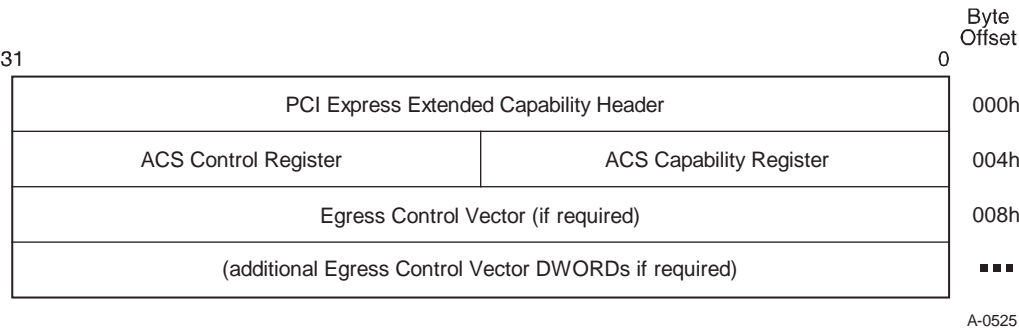 Byte
Offset
31 0
PCI Express Extended Capability Header 000h
ACS Control Register ACS Capability Register 004h
Egress Control Vector (if required) 008h
(additional Egress Control Vector DWORDs if required)
A-0525